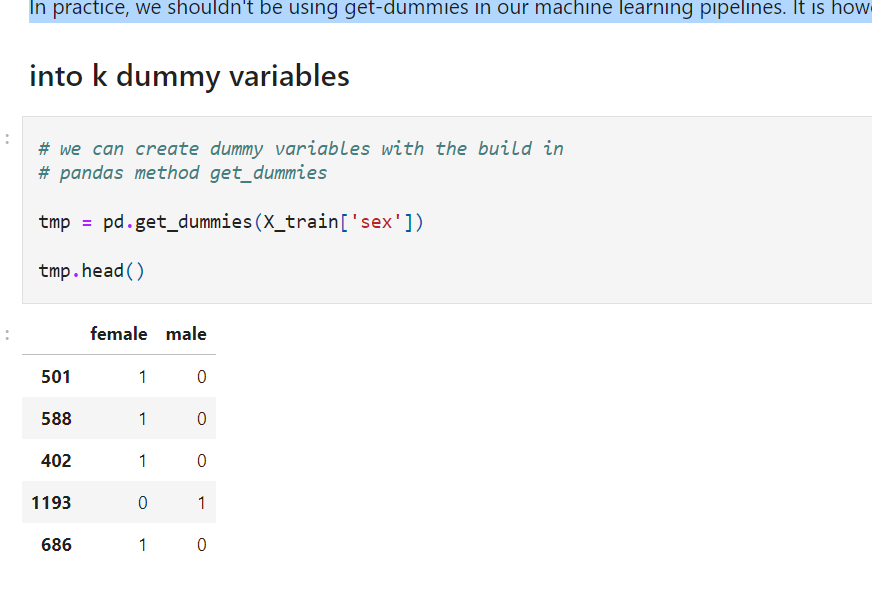 In practice, we shouldn't be using get-dummies in our machine learning pipelines. It is how
into k dummy variables
# we can create dummy variables with the build in
# pandas method get_dummies
tmp = pd.get_dummies(X_train['sex'])
tmp.head()
female male
501 1 0
588 1 0
402 1 0
1193 0 1
686 1 0